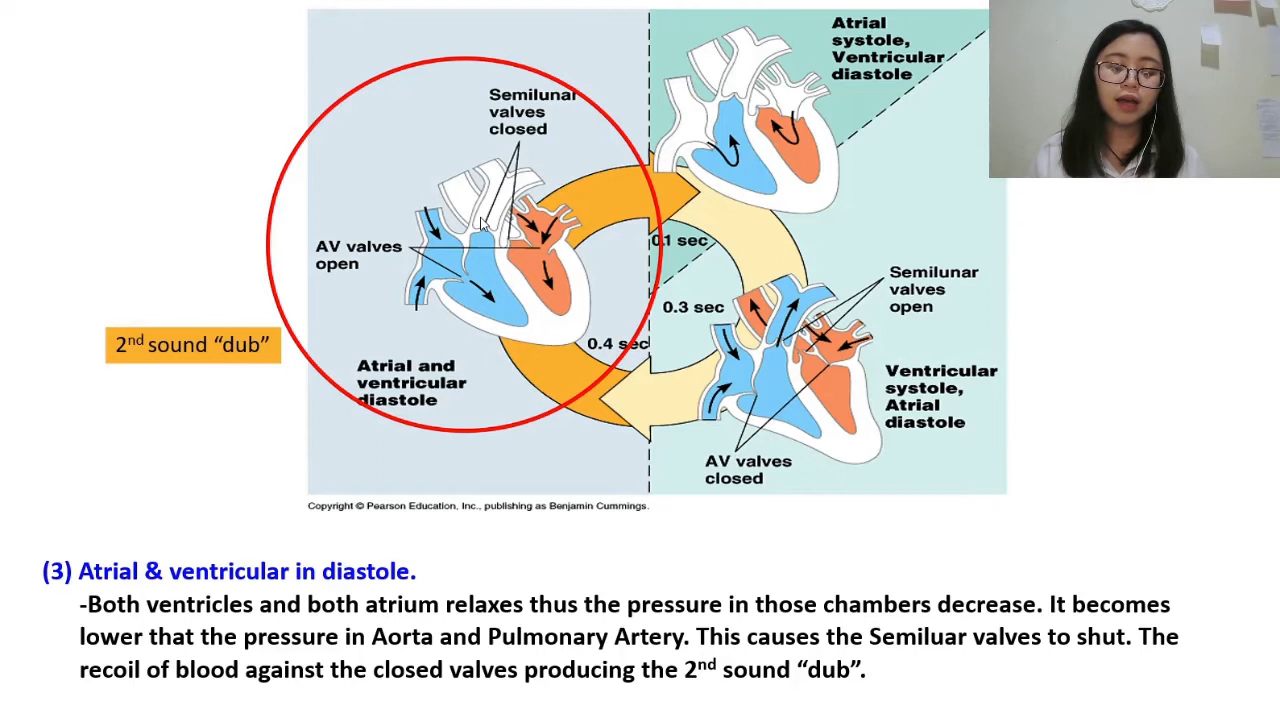 Atrial
systole,
Ventricular
diastole
Semilunar
valves
closed
AV valves
open
0.1 sec
0.3 sec
0.4 sec
Semilunar
valves
open
2nd sound “dub”
Atrial and
ventricular
diastole
Ventricular
systole,
Atrial
diastole
AV valves
closed
Copyright © Pearson Education, Inc., publishing as Benjamin Cummings.
(3) Atrial & ventricular in diastole.
-Both ventricles and both atrium relaxes thus the pressure in those chambers decrease. It becomes
lower that the pressure in Aorta and Pulmonary Artery. This causes the Semiluar valves to shut. The
recoil of blood against the closed valves producing the 2nd sound “dub”.